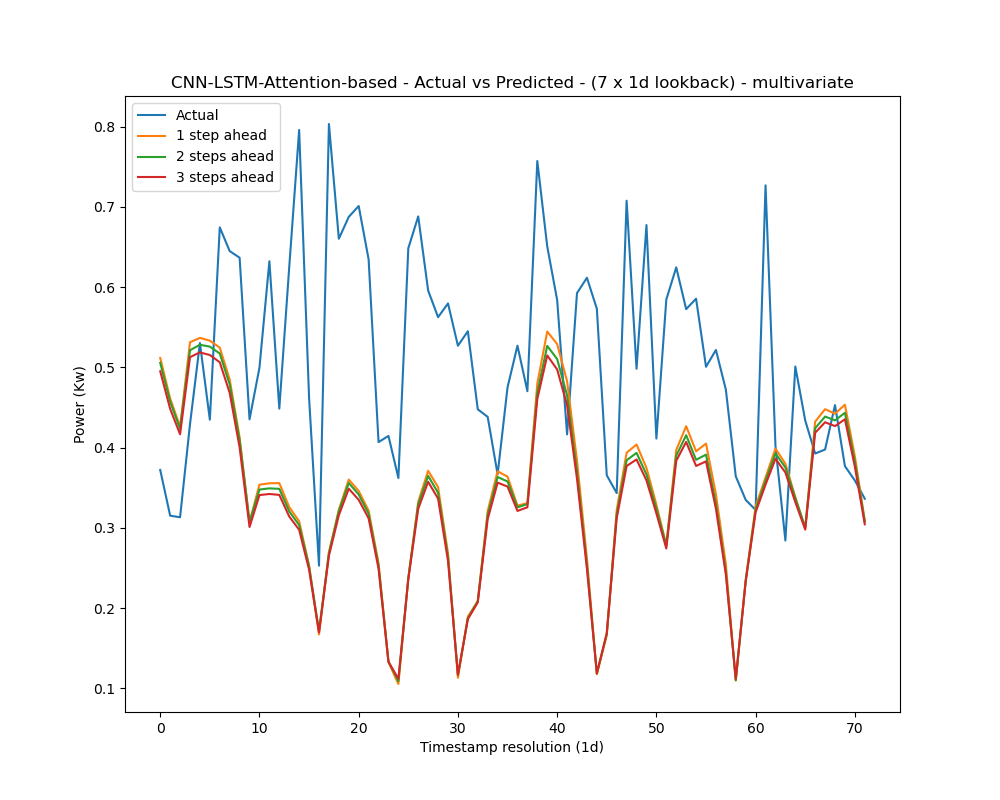 CNN-LSTM-Attention-based - Actual vs Predicted - (7 x 1d lookback) - multivariate
Actual
1 step ahead
2 steps ahead
3 steps ahead
0.8
0.7
0.6
0.5
0.4
0.3
0.2
0.1
Power (Kw)
0 10 20 30 40 50 60 70
Timestamp resolution (1d)